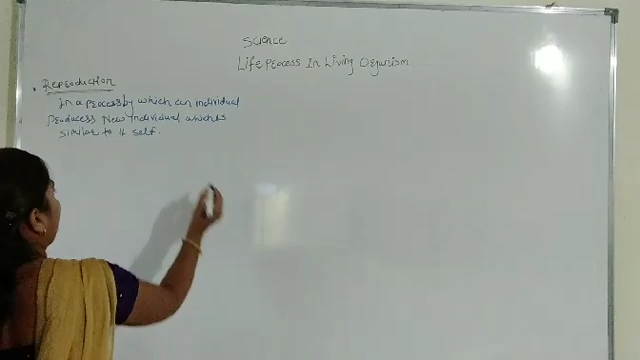 Science
Life Process In Living Organism
Reproduction
In a process by which an individual
produces New individual which is
similar to it self.